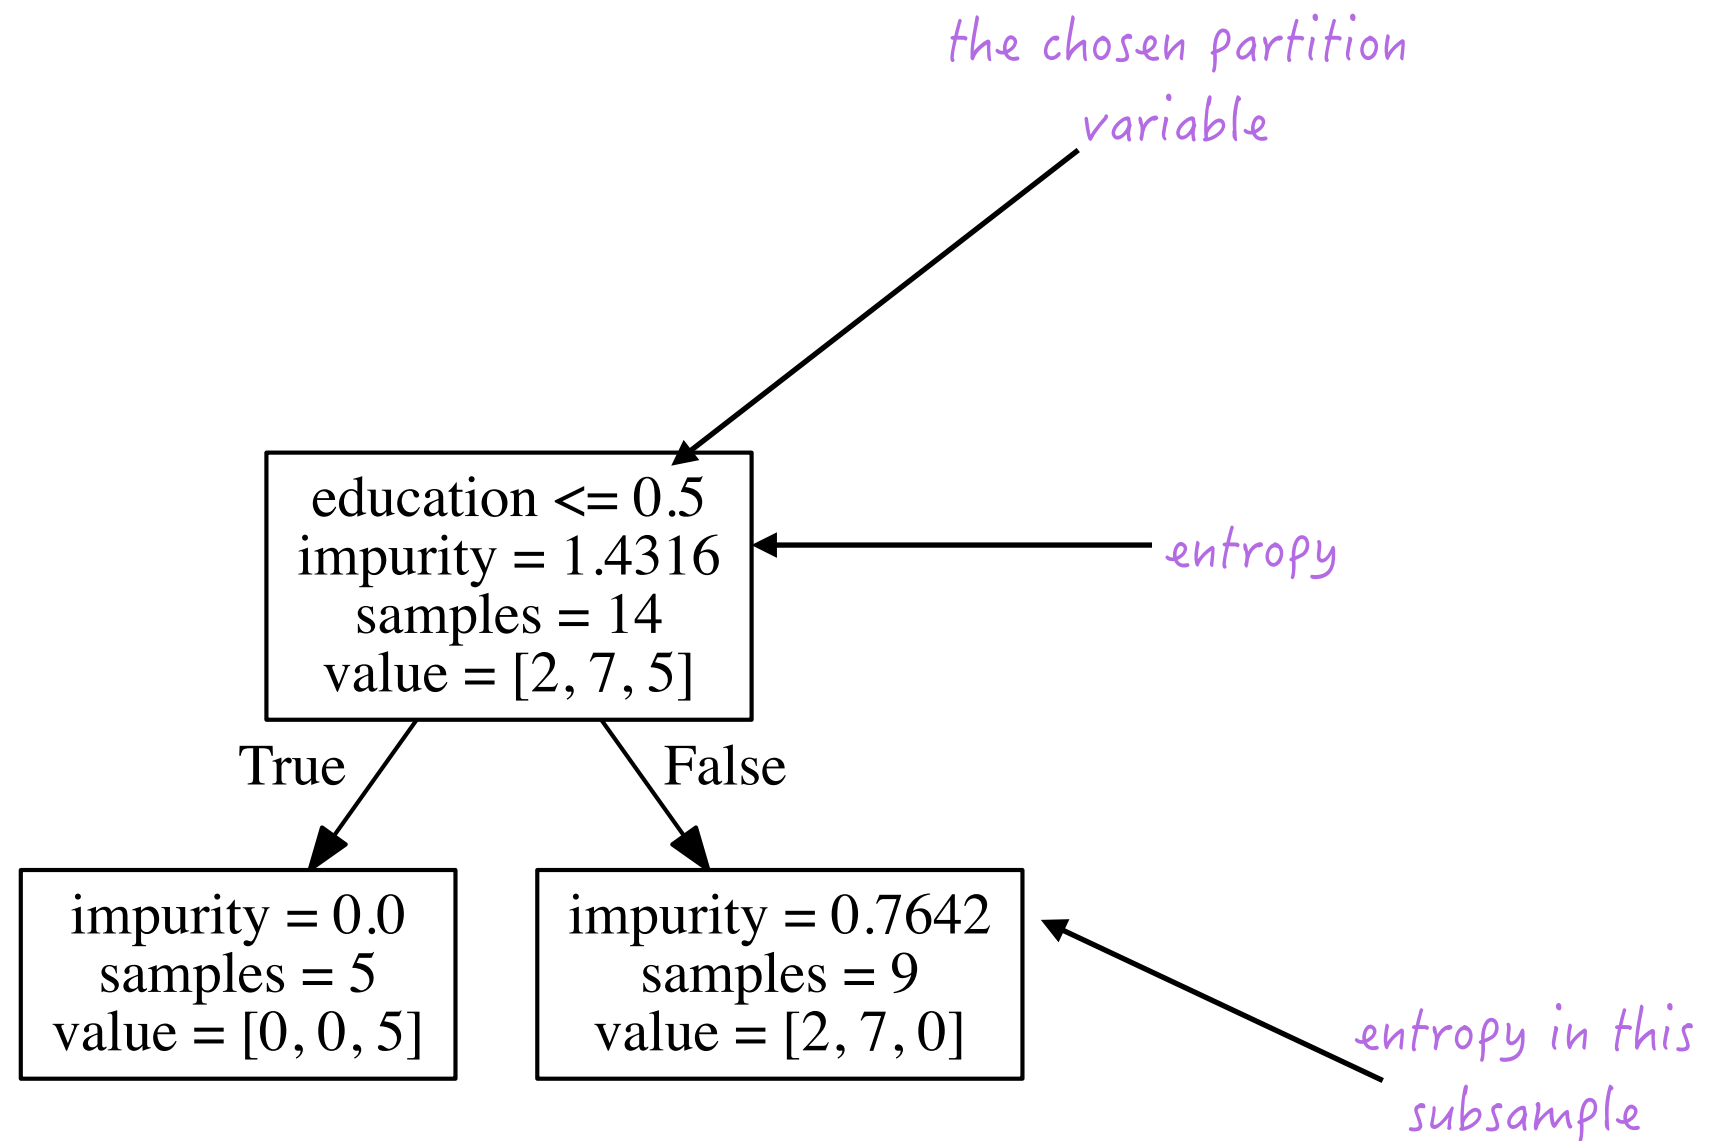 the chosen partition
variable
education <= 0.5
impurity = 1.4316
samples = 14
value = [2, 7, 5]
entropy
True
False
impurity = 0.0
samples = 5
value = [0, 0, 5]
impurity = 0.7642
samples = 9
value = [2, 7, 0]
entropy in this
subsample